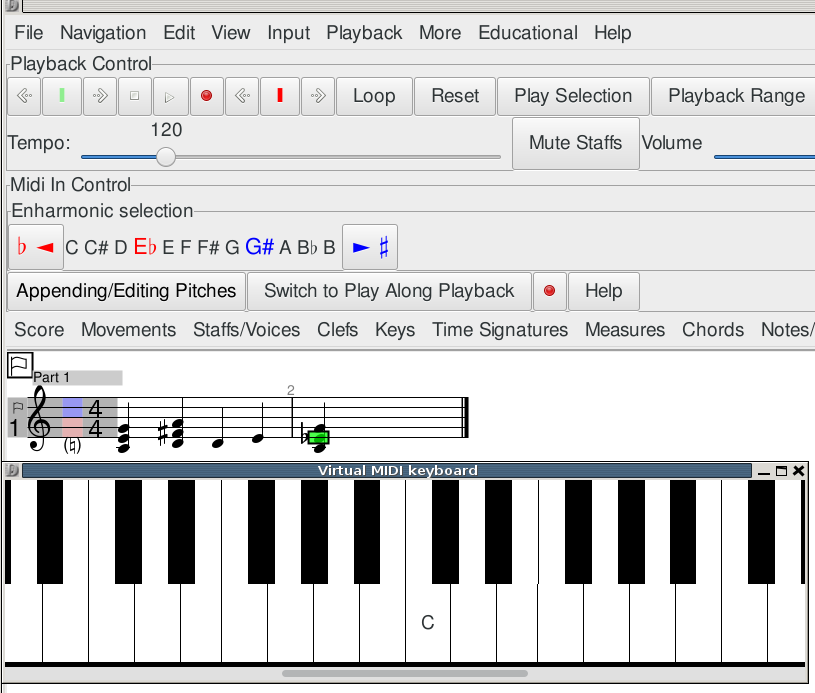 File Navigation Edit View Input Playback More Educational Help
Playback Control
Loop Reset Play Selection Playback Range
120
Tempo: Mute Staffs Volume
Midi In Control
Enharmonic selection
♭ ◄ C C# D E♭ E F F# G G# A B♭ B ► ♯
Appending/Editing Pitches Switch to Play Along Playback Help
Score Movements Staffs/Voices Clefs Keys Time Signatures Measures Chords Notes/
Part 1
2
4
1 4
(♮)
Virtual MIDI keyboard
C